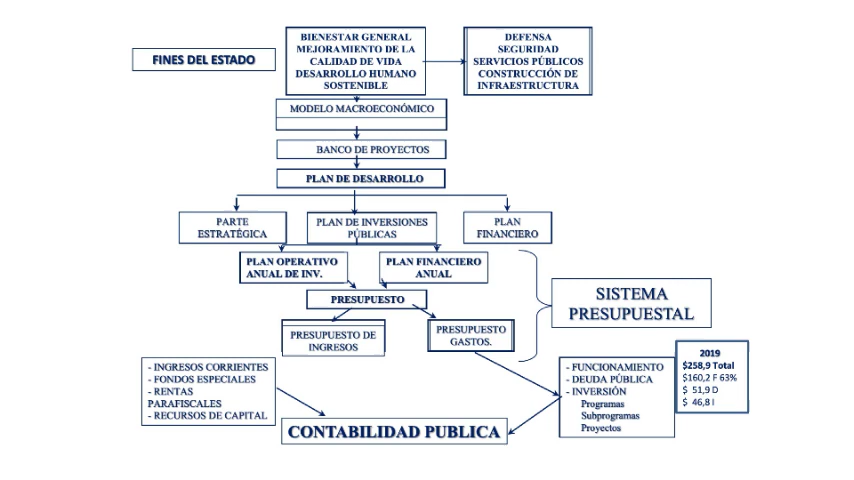 FINES DEL ESTADO
BIENESTAR GENERAL
MEJORAMIENTO DE LA
CALIDAD DE VIDA
DESARROLLO HUMANO
SOSTENIBLE
DEFENSA
SEGURIDAD
SERVICIOS PÚBLICOS
CONSTRUCCIÓN DE
INFRAESTRUCTURA
MODELO MACROECONÓMICO
BANCO DE PROYECTOS
PLAN DE DESARROLLO
PARTE
ESTRATÉGICA
PLAN DE INVERSIONES
PÚBLICAS
PLAN
FINANCIERO
PLAN OPERATIVO
ANUAL DE INV.
PLAN FINANCIERO
ANUAL
PRESUPUESTO
SISTEMA
PRESUPUESTAL
PRESUPUESTO DE
INGRESOS
PRESUPUESTO
GASTOS.
- INGRESOS CORRIENTES
- FONDOS ESPECIALES
- RENTAS
PARAFISCALES
- RECURSOS DE CAPITAL
- FUNCIONAMIENTO
- DEUDA PÚBLICA
- INVERSIÓN
Programas
Subprogramas
Proyectos
2019
$258,9 Total
$160,2 F 63%
$ 51,9 D
$ 46,8 I
CONTABILIDAD PUBLICA